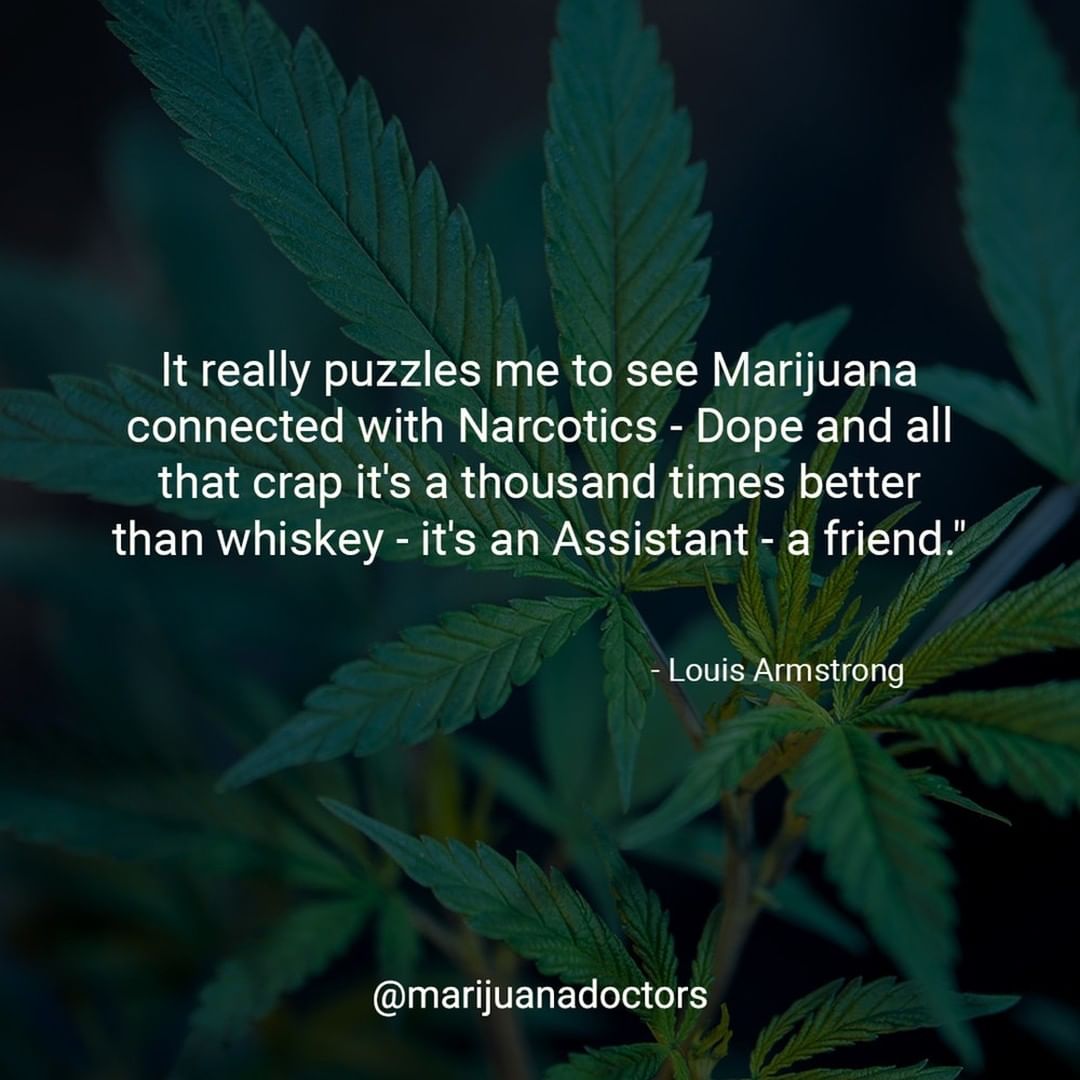 It really puzzles me to see Marijuana
connected with Narcotics - Dope and all
that crap it's a thousand times better
than whiskey - it's an Assistant - a friend."
- Louis Armstrong
@marijuanadoctors